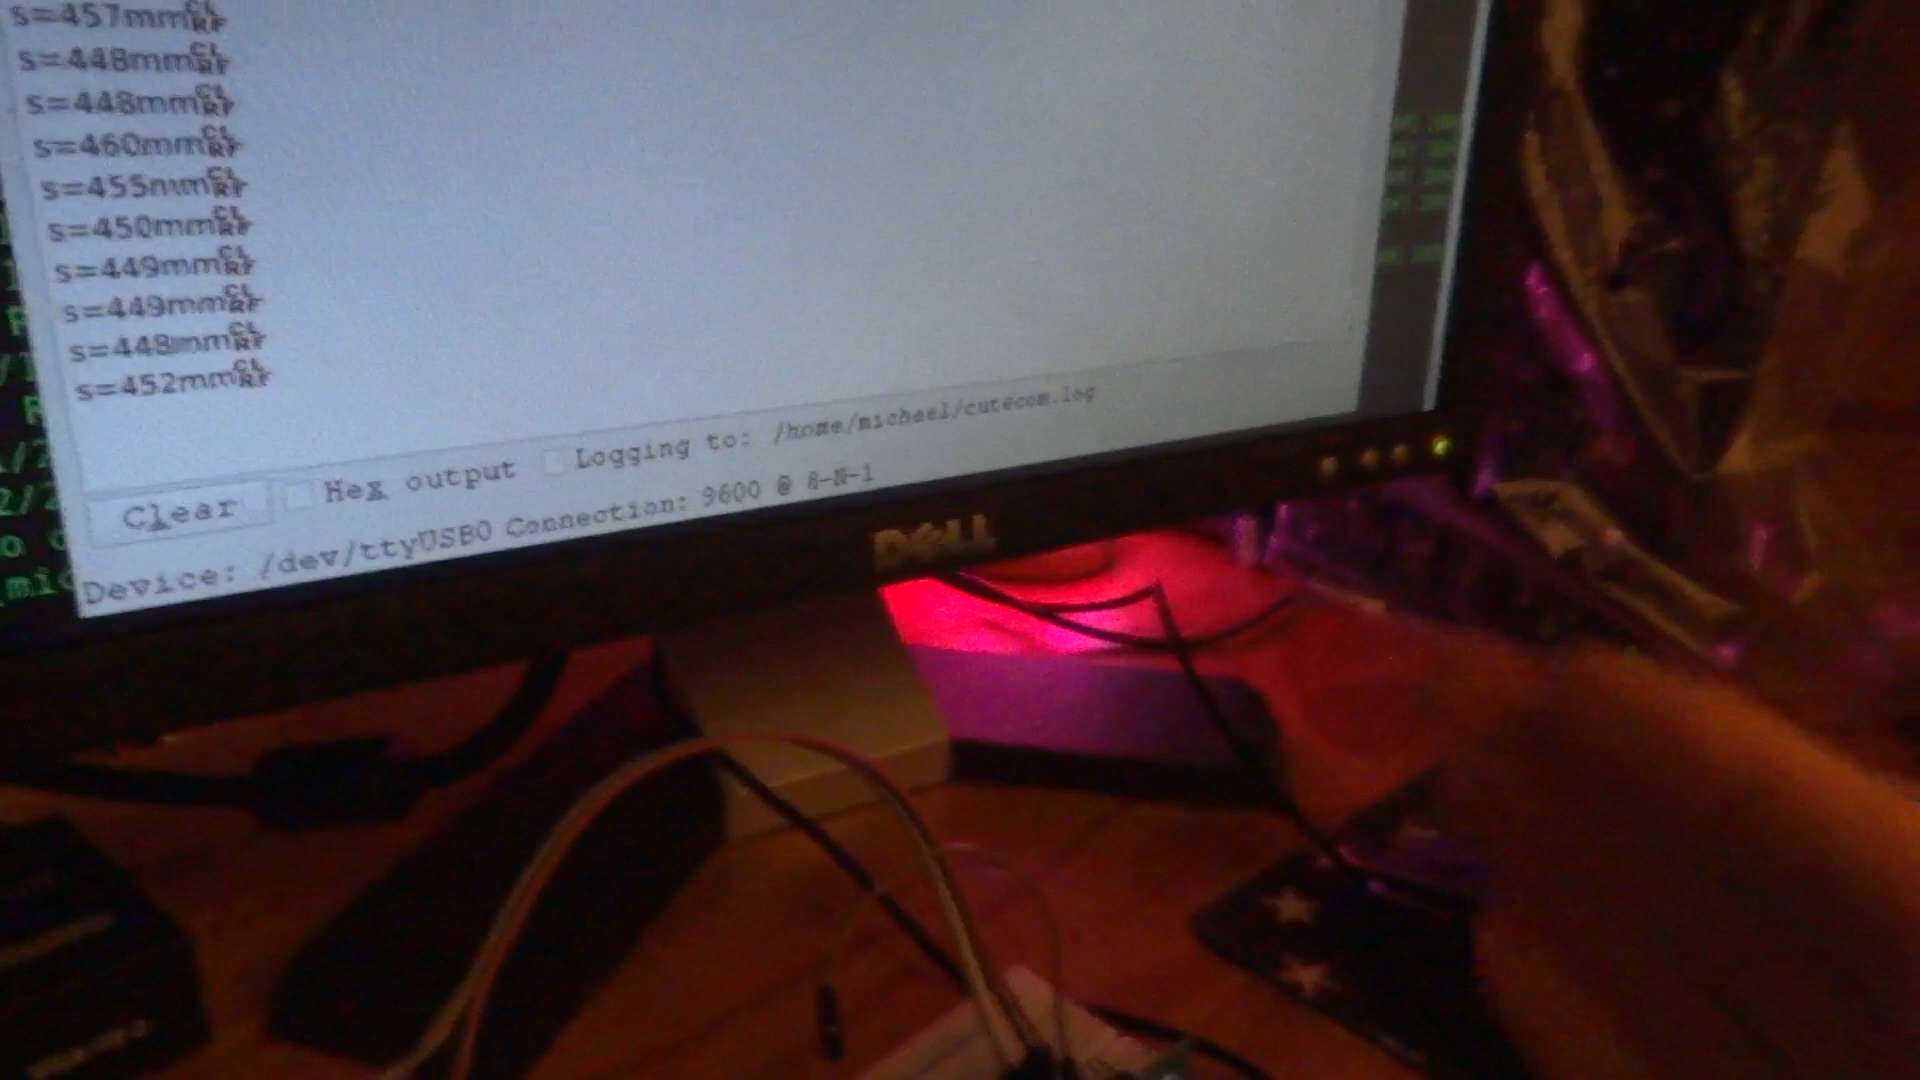 s=457mm
s=448mm
s=448mm
s=460mm
s=455mm
s=450mm
s=449mm
s=449mm
s=448mm
s=452mm
Clear Hex output Logging to: /home/michael/cutecom.log
Device: /dev/ttyUSB0 Connection: 9600 @ 8-N-1
DELL